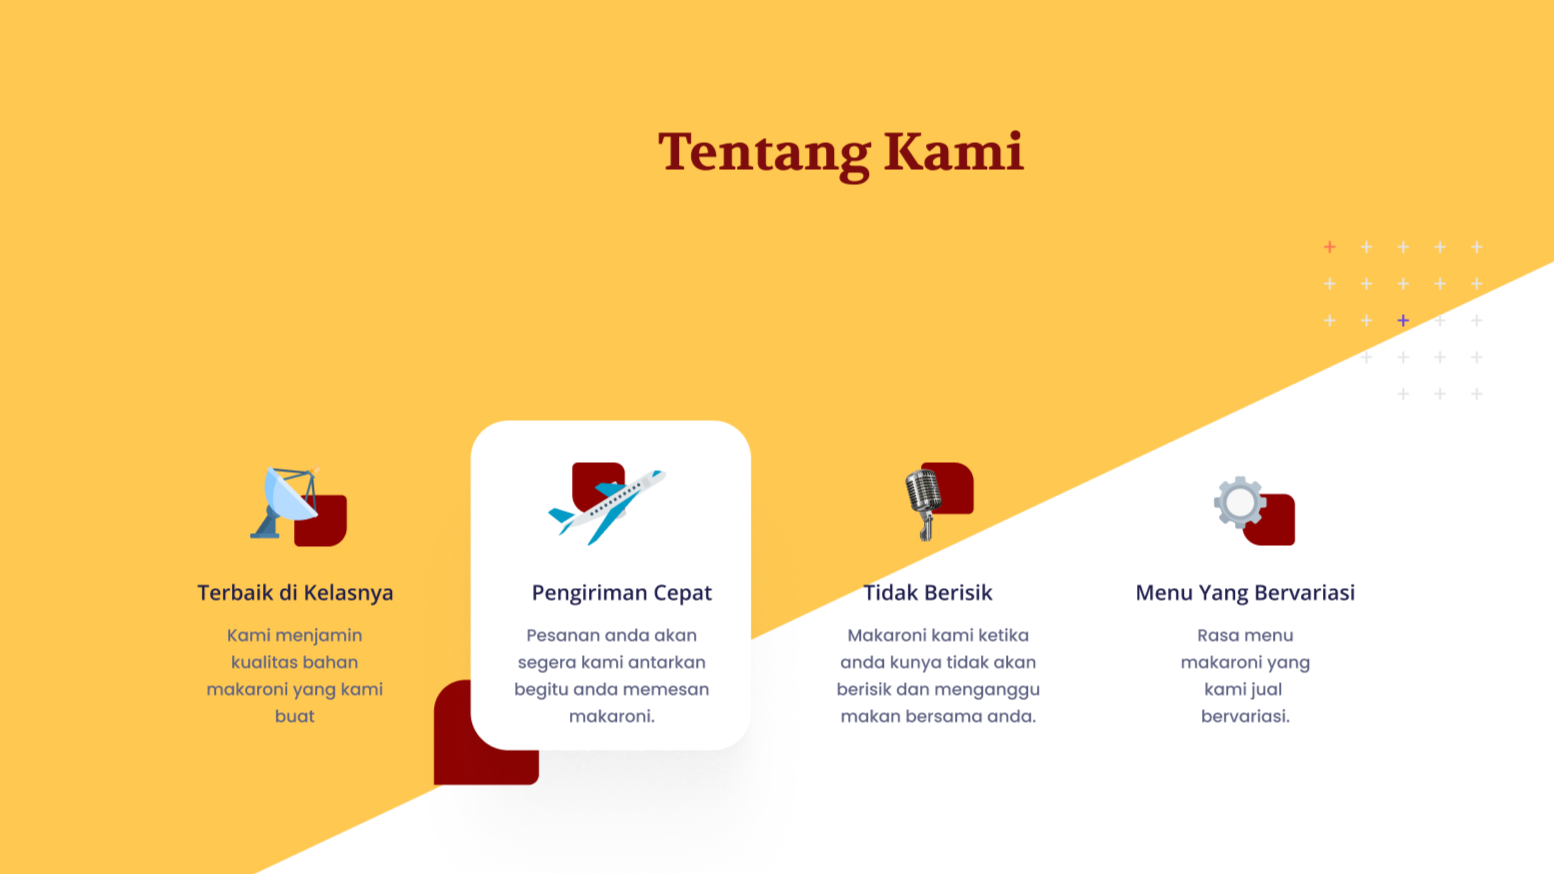 Tentang Kami
Terbaik di Kelasnya
Kami menjamin
kualitas bahan
makaroni yang kami
buat
Pengiriman Cepat
Pesanan anda akan
segera kami antarkan
begitu anda memesan
makaroni.
Tidak Berisik
Makaroni kami ketika
anda kunya tidak akan
berisik dan menganggu
makan bersama anda.
Menu Yang Bervariasi
Rasa menu
makaroni yang
kami jual
bervariasi.